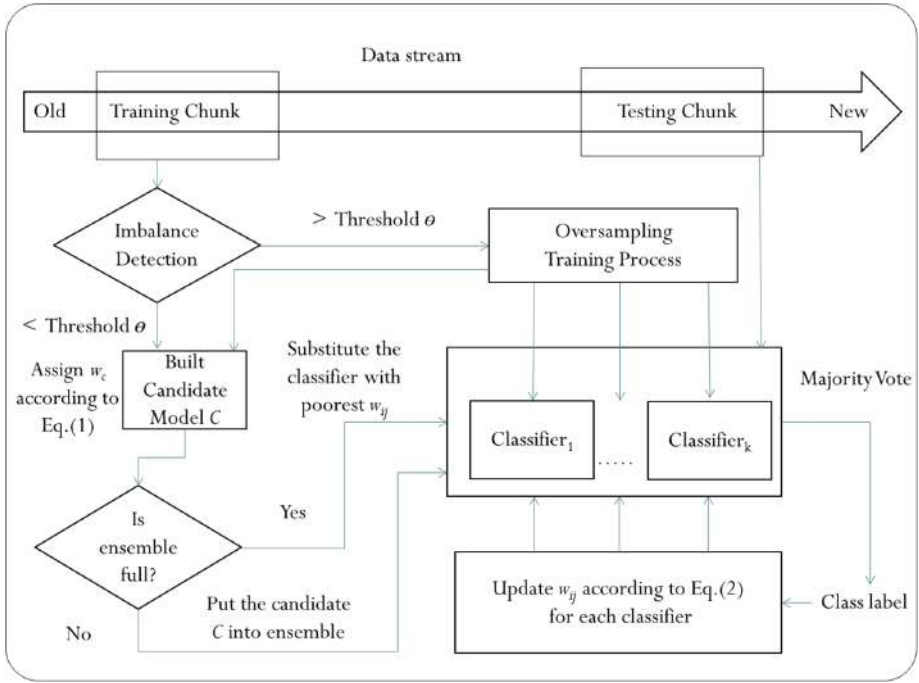 Data stream
Old
Training Chunk
Testing Chunk
New
Imbalance
Detection
> Threshold θ
Oversampling
Training Process
< Threshold θ
Assign w_c
according to
Eq.(1)
Built
Candidate
Model C
Substitute the
classifier with
poorest w_ij
Majority Vote
Classifier_1
.....
Classifier_k
Is
ensemble
full?
Yes
Put the candidate
C into ensemble
No
Update w_ij according to Eq.(2)
for each classifier
Class label